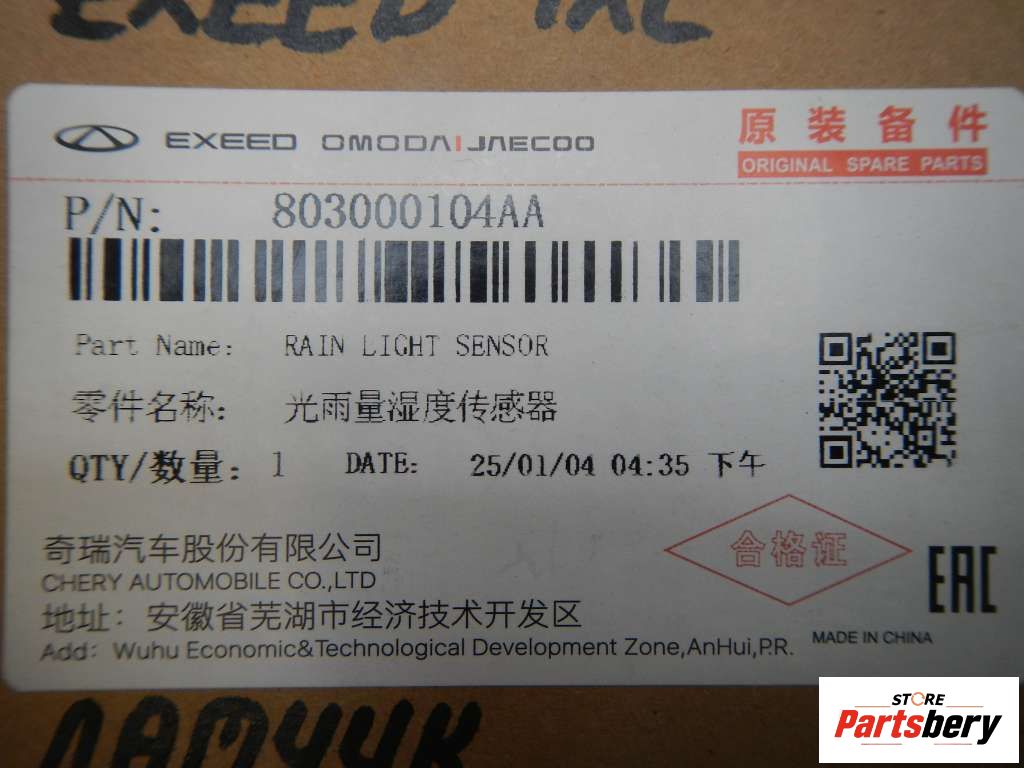 EXEED TXL
EXEED OMODA|JAECOO
原装备件
ORIGINAL SPARE PARTS
P/N: 803000104AA
Part Name: RAIN LIGHT SENSOR
零件名称: 光雨量湿度传感器
QTY/数量: 1 DATE: 25/01/04 04:35 下午
奇瑞汽车股份有限公司
CHERY AUTOMOBILE CO.,LTD
合格证
EAC
地址: 安徽省芜湖市经济技术开发区
Add: Wuhu Economic&Technological Development Zone,AnHui,P.R.
MADE IN CHINA
ДАТЧИК
STORE
Partsbery